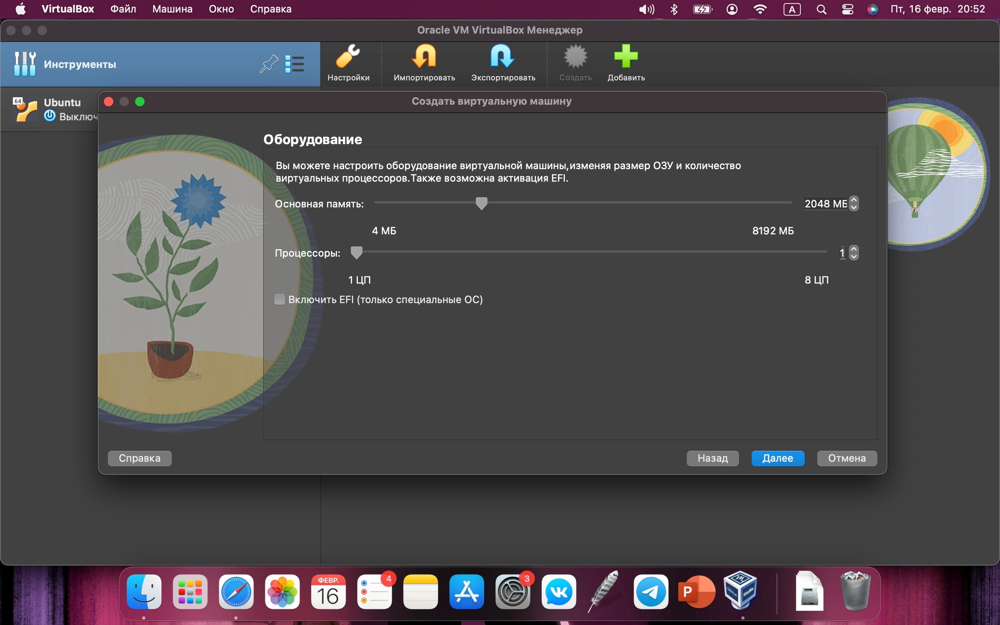 VirtualBox Файл Машина Окно Справка A Пт, 16 февр. 20:52
Oracle VM VirtualBox Менеджер
Инструменты
Настройки Импортировать Экспортировать Создать Добавить
64 Ubuntu
Выключ
Создать виртуальную машину
Оборудование
Вы можете настроить оборудование виртуальной машины,изменяя размер ОЗУ и количество
виртуальных процессоров.Также возможна активация EFI.
Основная память: 2048 МБ
4 МБ 8192 МБ
Процессоры: 1
1 ЦП 8 ЦП
Включить EFI (только специальные ОС)
Справка Назад Далее Отмена
ФЕВР. 4 3
16 P VirtualBox